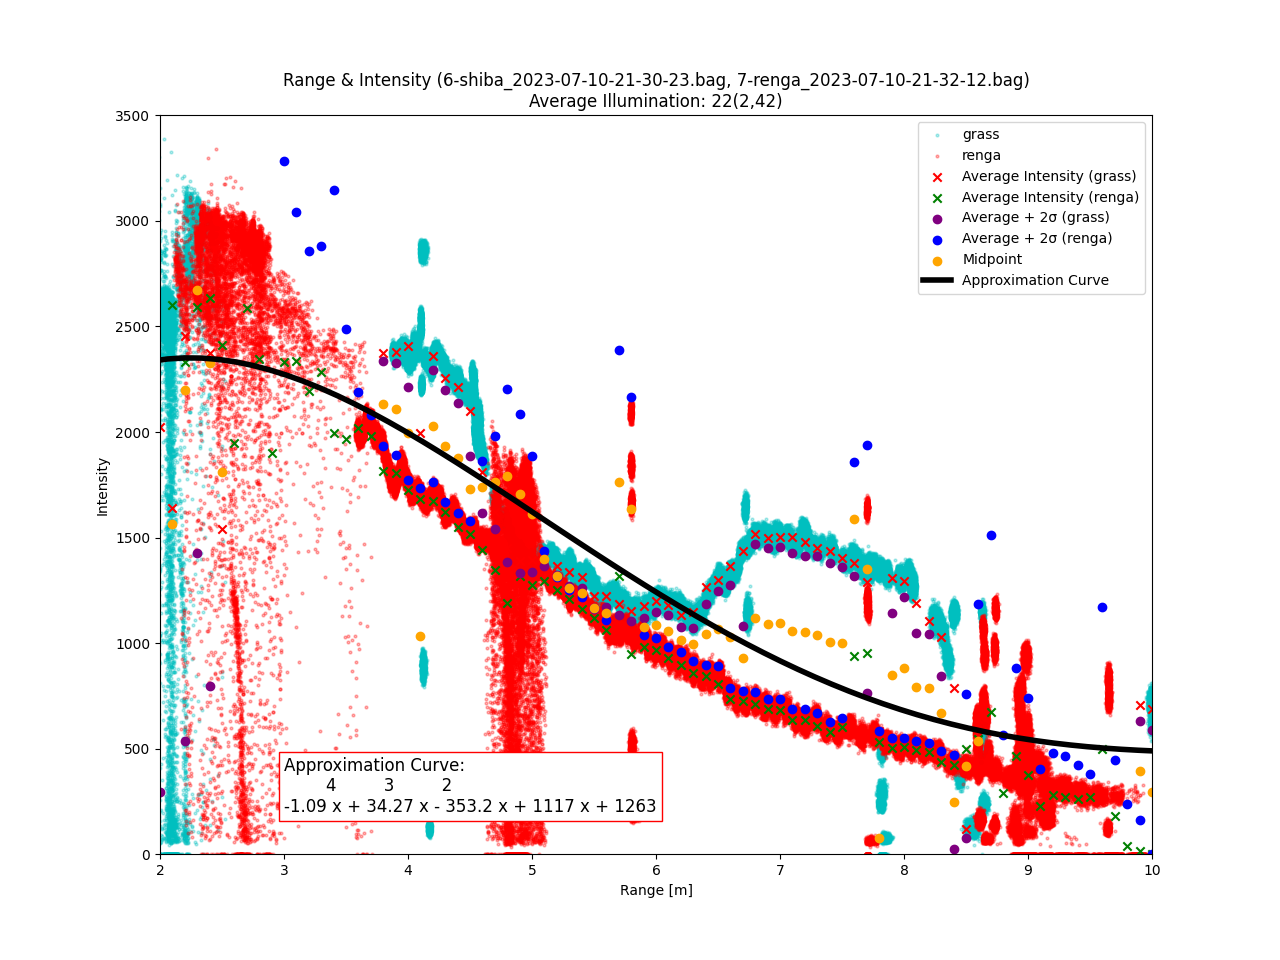 Range & Intensity (6-shiba_2023-07-10-21-30-23.bag, 7-renga_2023-07-10-21-32-12.bag)
Average Illumination: 22(2,42)
3500
3000
2500
2000
1500
1000
500
0
Intensity
grass
renga
Average Intensity (grass)
Average Intensity (renga)
Average + 2σ (grass)
Average + 2σ (renga)
Midpoint
Approximation Curve
Approximation Curve:
4 3 2
-1.09 x + 34.27 x - 353.2 x + 1117 x + 1263
2 3 4 5 6 7 8 9 10
Range [m]